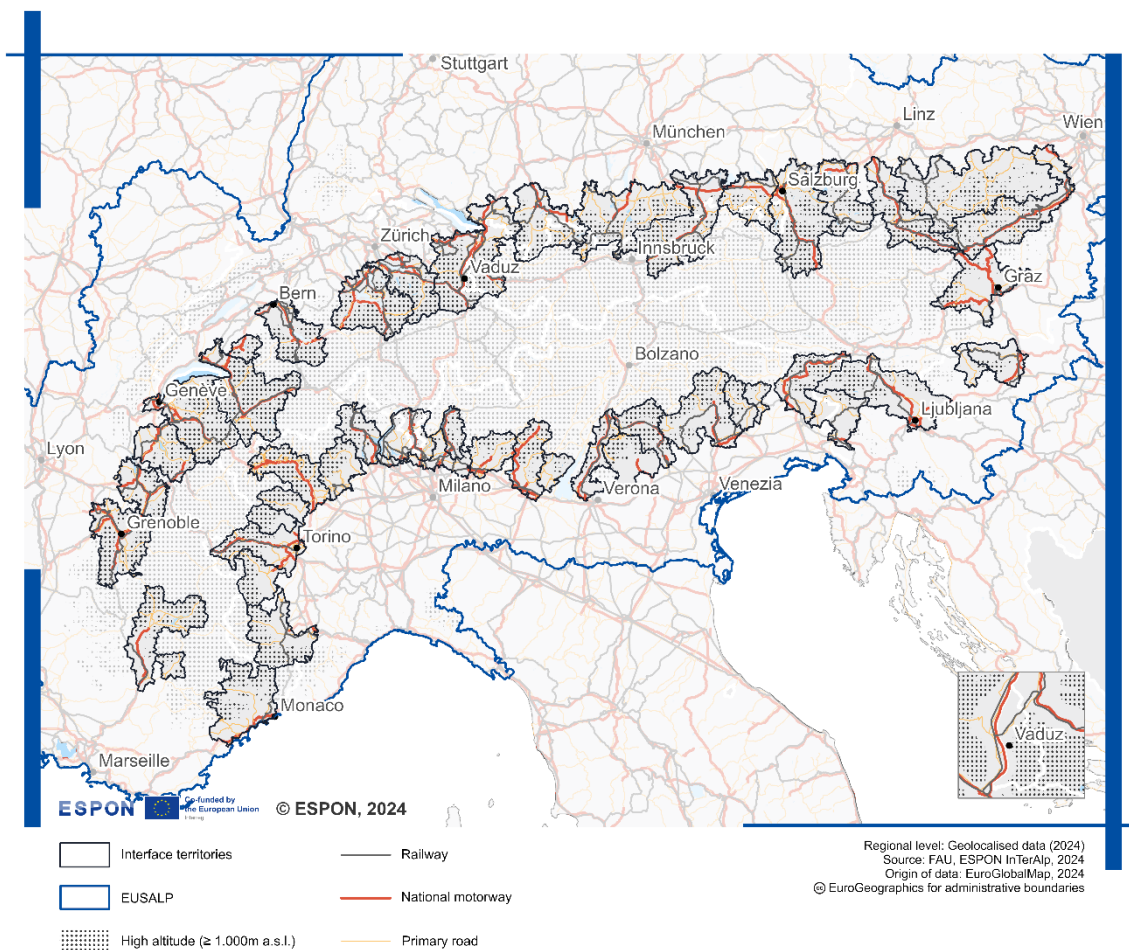 Stuttgart
Linz
Wien
München
Salzburg
Zürich
Innsbruck
Vaduz
Graz
Bern
Bolzano
Genève
Ljubljana
Lyon
Milano
Verona
Venezia
Grenoble
Torino
Monaco
Vaduz
Marseille
ESPON
Co-funded by
the European Union
Interreg
© ESPON, 2024
Interface territories
EUSALP
High altitude (≥ 1.000m a.s.l.)
Railway
National motorway
Primary road
Regional level: Geolocalised data (2024)
Source: FAU, ESPON InTerAlp, 2024
Origin of data: EuroGlobalMap, 2024
(cc) EuroGeographics for administrative boundaries